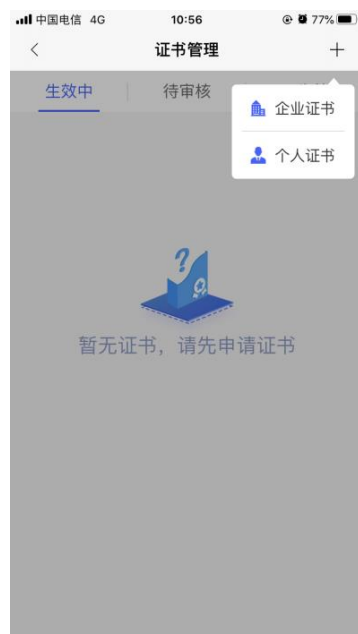 中国电信 4G 10:56 77%
证书管理
生效中 待审核
企业证书
个人证书
暂无证书，请先申请证书